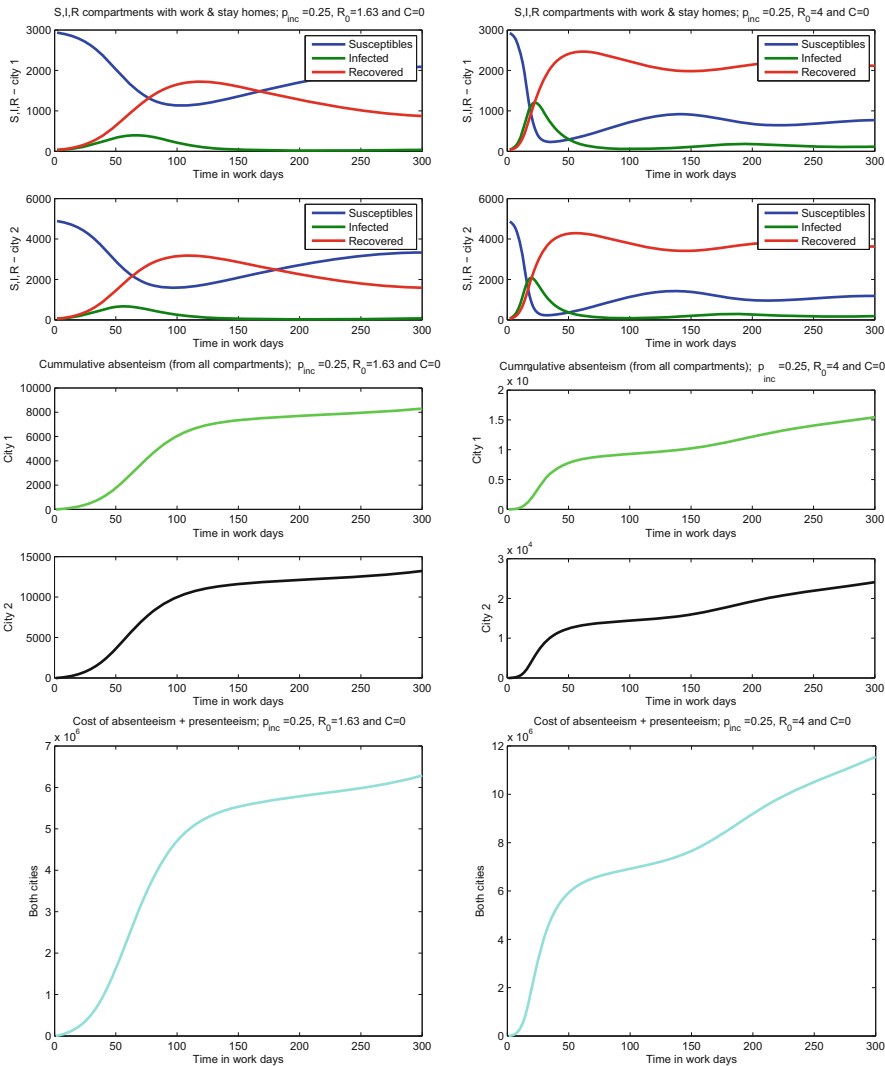 S,I,R compartments with work & stay homes; p_inc =0.25, R_0=1.63 and C=0
3000
2000
1000
0
S,I,R − city 1
Susceptibles
Infected
Recovered
0 50 100 150 200 250 300
Time in work days
6000
4000
2000
0
S,I,R − city 2
Susceptibles
Infected
Recovered
0 50 100 150 200 250 300
Time in work days
Cummulative absenteism (from all compartments); p_inc =0.25, R_0=1.63 and C=0
10000
8000
6000
4000
2000
0
City 1
0 50 100 150 200 250 300
Time in work days
15000
10000
5000
0
City 2
0 50 100 150 200 250 300
Time in work days
Cost of absenteeism + presenteeism; p_inc =0.25, R_0=1.63 and C=0
x 10^6
7
6
5
4
3
2
1
0
Both cities
0 50 100 150 200 250 300
Time in work days
S,I,R compartments with work & stay homes; p_inc =0.25, R_0=4 and C=0
3000
2000
1000
0
S,I,R − city 1
Susceptibles
Infected
Recovered
0 50 100 150 200 250 300
Time in work days
6000
4000
2000
0
S,I,R − city 2
Susceptibles
Infected
Recovered
0 50 100 150 200 250 300
Time in work days
Cummulative absenteism (from all compartments); p_inc =0.25, R_0=4 and C=0
x 10^4
2
1.5
1
0.5
0
City 1
0 50 100 150 200 250 300
Time in work days
x 10^4
3
2
1
0
City 2
0 50 100 150 200 250 300
Time in work days
Cost of absenteeism + presenteeism; p_inc =0.25, R_0=4 and C=0
x 10^6
12
10
8
6
4
2
0
Both cities
0 50 100 150 200 250 300
Time in work days